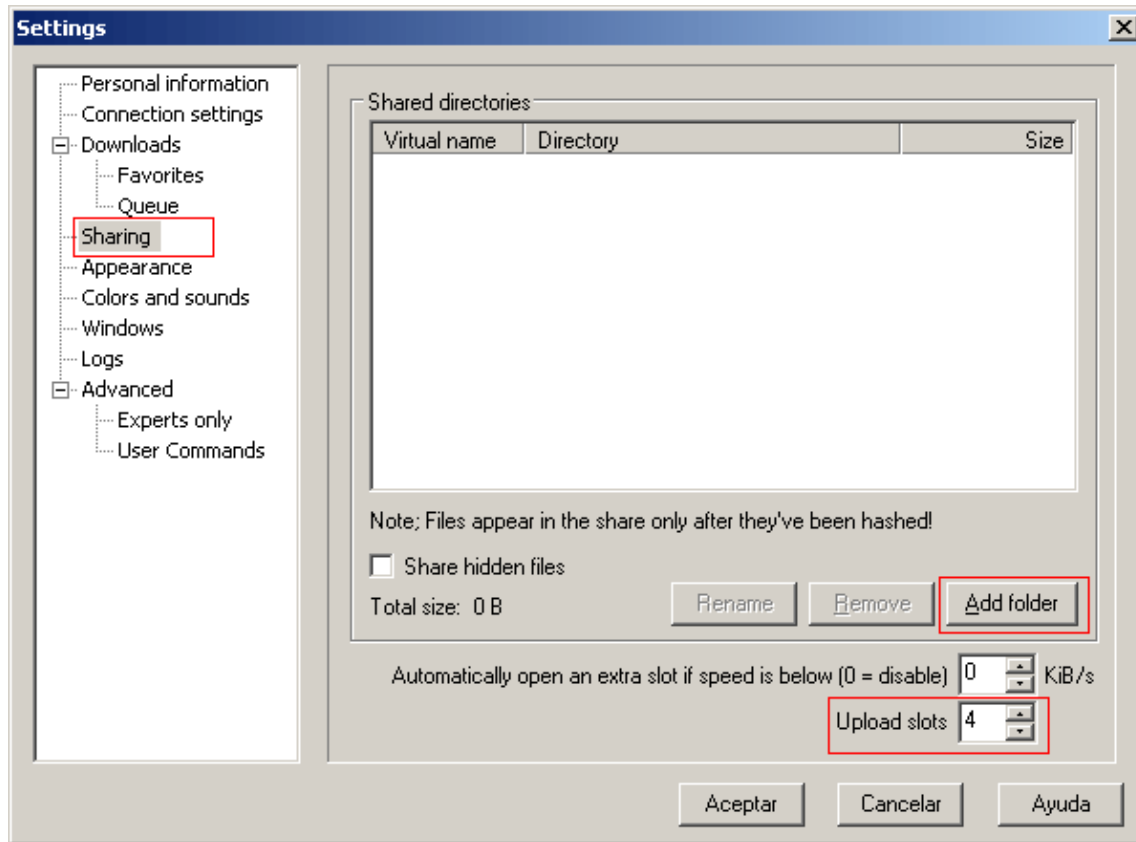 Settings
Personal information
Connection settings
Downloads
Favorites
Queue
Sharing
Appearance
Colors and sounds
Windows
Logs
Advanced
Experts only
User Commands
Shared directories
Virtual name Directory Size
Note; Files appear in the share only after they've been hashed!
Share hidden files
Total size: 0 B Rename Remove Add folder
Automatically open an extra slot if speed is below (0 = disable) 0 KiB/s
Upload slots 4
Aceptar Cancelar Ayuda